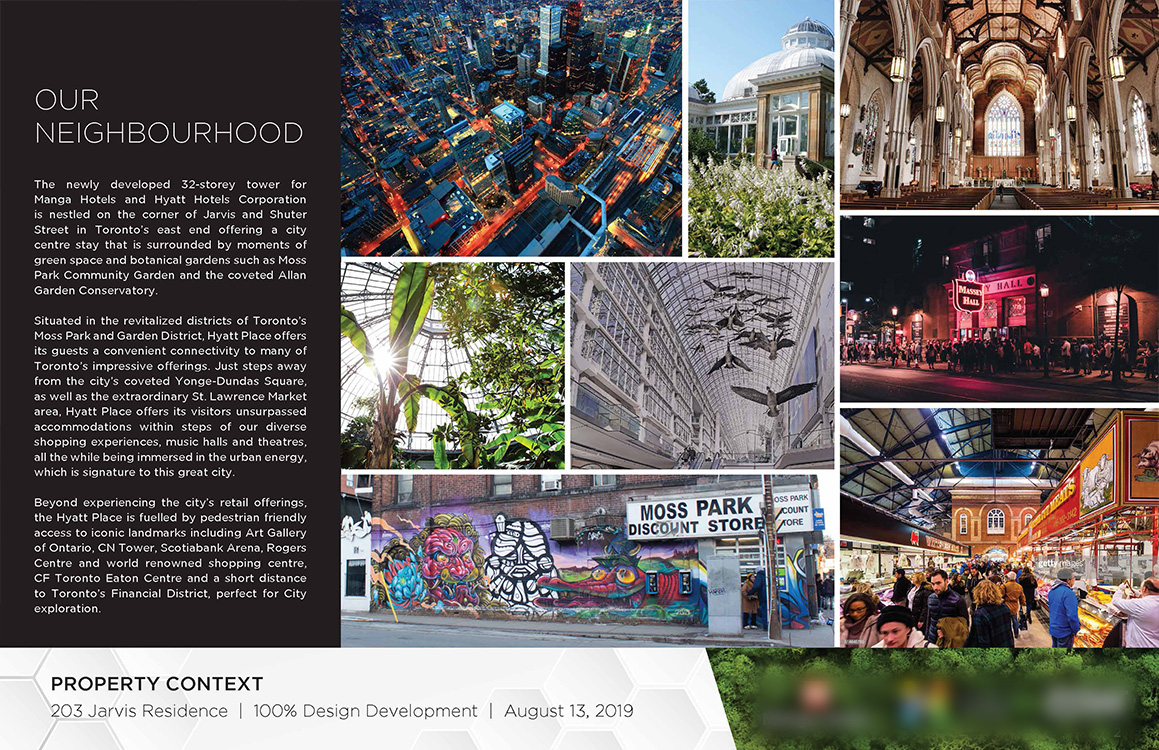 OUR
NEIGHBOURHOOD
The newly developed 32-storey tower for
Manga Hotels and Hyatt Hotels Corporation
is nestled on the corner of Jarvis and Shuter
Street in Toronto's east end offering a city
centre stay that is surrounded by moments of
green space and botanical gardens such as Moss
Park Community Garden and the coveted Allan
Garden Conservatory.
Situated in the revitalized districts of Toronto's
Moss Park and Garden District, Hyatt Place offers
its guests a convenient connectivity to many of
Toronto's impressive offerings. Just steps away
from the city's coveted Yonge-Dundas Square,
as well as the extraordinary St. Lawrence Market
area, Hyatt Place offers its visitors unsurpassed
accommodations within steps of our diverse
shopping experiences, music halls and theatres,
all the while being immersed in the urban energy,
which is signature to this great city.
Beyond experiencing the city's retail offerings,
the Hyatt Place is fuelled by pedestrian friendly
access to iconic landmarks including Art Gallery
of Ontario, CN Tower, Scotiabank Arena, Rogers
Centre and world renowned shopping centre,
CF Toronto Eaton Centre and a short distance
to Toronto's Financial District, perfect for City
exploration.
MASSEY
HALL
HALL
MOSS PARK
DISCOUNT STORE
MOSS PARK
COUNT
TORE
gettyimages
PROPERTY CONTEXT
203 Jarvis Residence | 100% Design Development | August 13, 2019